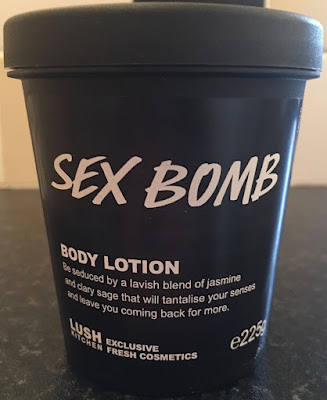 SEX BOMB
BODY LOTION
Be seduced by a lavish blend of jasmine
and clary sage that will tantalise your senses
and leave you coming back for more.
LUSH EXCLUSIVE
KITCHEN FRESH COSMETICS
℮225g